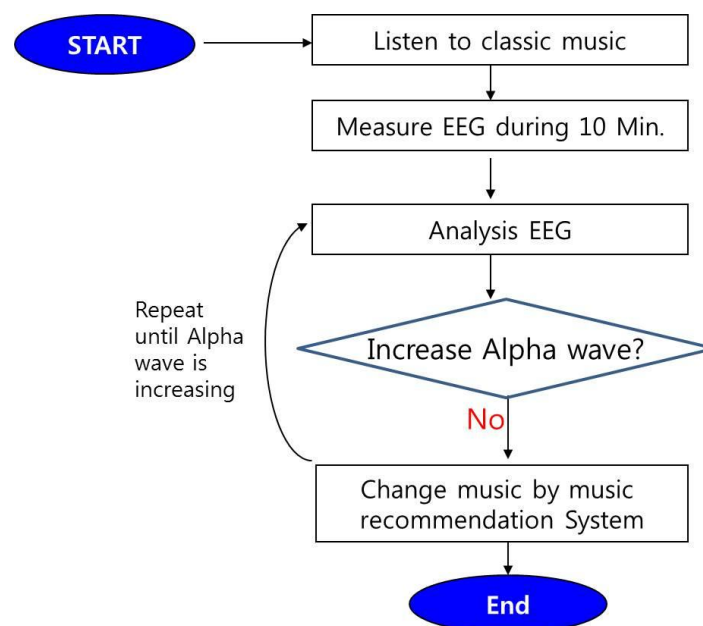 START
Listen to classic music
Measure EEG during 10 Min.
Analysis EEG
Repeat
until Alpha
wave is
increasing
Increase Alpha wave?
No
Change music by music
recommendation System
End